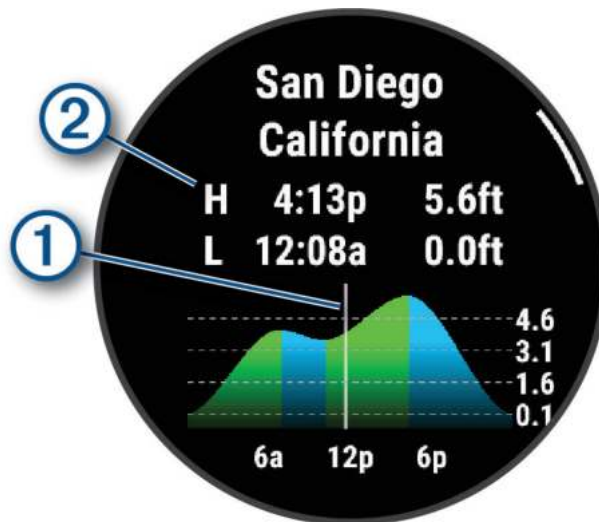 San Diego
California
2
H 4:13p 5.6ft
1
L 12:08a 0.0ft
4.6
3.1
1.6
0.1
6a 12p 6p